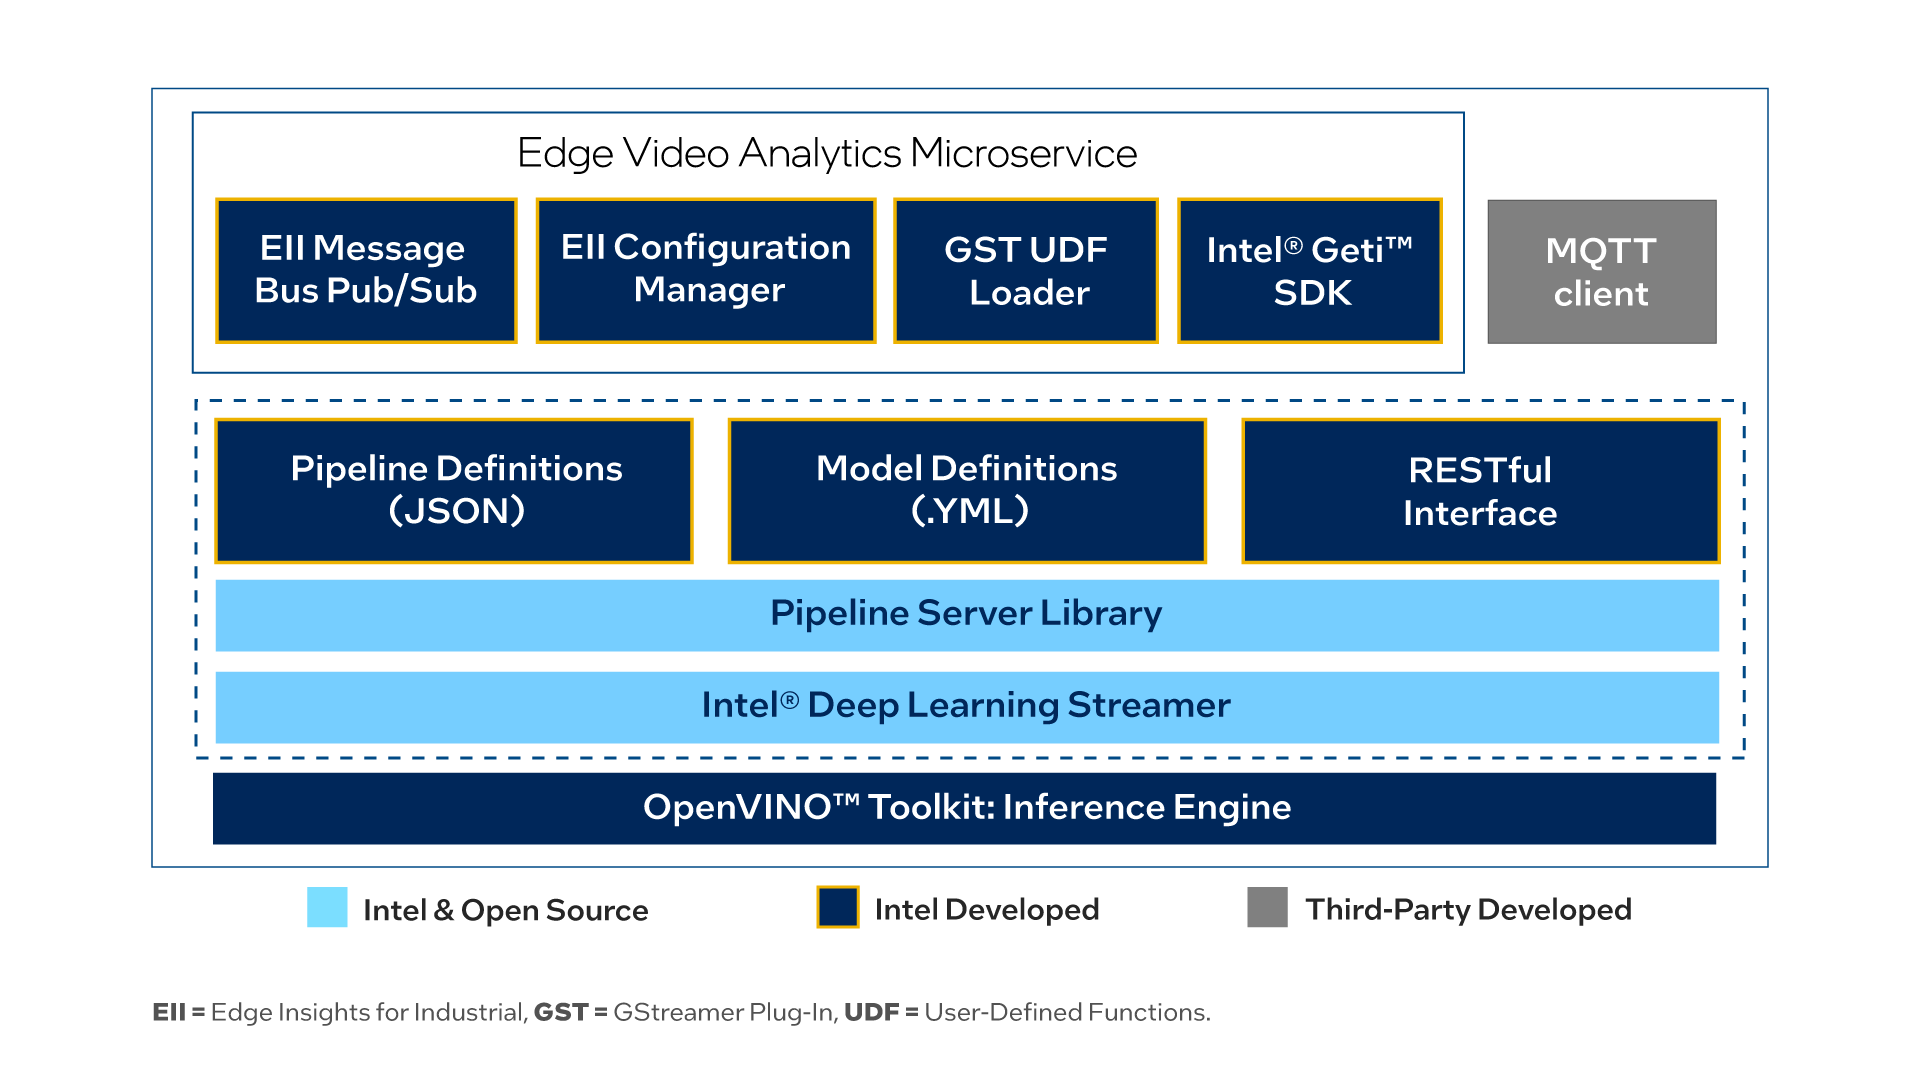 Edge Video Analytics Microservice
EII Message
Bus Pub/Sub
EII Configuration
Manager
GST UDF
Loader
Intel® Geti™
SDK
MQTT
client
Pipeline Definitions
(JSON)
Model Definitions
(.YML)
RESTful
Interface
Pipeline Server Library
Intel® Deep Learning Streamer
OpenVINO™ Toolkit: Inference Engine
Intel & Open Source
Intel Developed
Third-Party Developed
EII = Edge Insights for Industrial, GST = GStreamer Plug-In, UDF = User-Defined Functions.